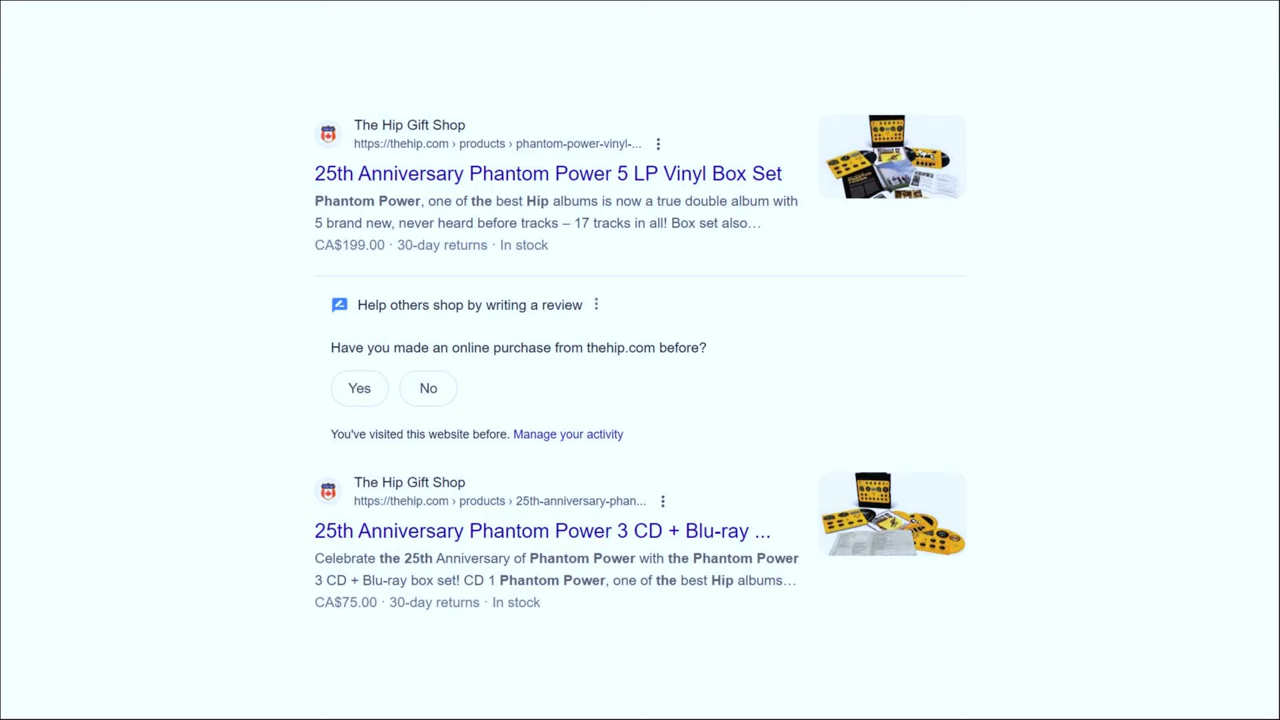 The Hip Gift Shop
https://thehip.com › products › phantom-power-vinyl-...
25th Anniversary Phantom Power 5 LP Vinyl Box Set
Phantom Power, one of the best Hip albums is now a true double album with
5 brand new, never heard before tracks – 17 tracks in all! Box set also…
CA$199.00 · 30-day returns · In stock
Help others shop by writing a review
Have you made an online purchase from thehip.com before?
Yes No
You've visited this website before. Manage your activity
The Hip Gift Shop
https://thehip.com › products › 25th-anniversary-phan...
25th Anniversary Phantom Power 3 CD + Blu-ray ...
Celebrate the 25th Anniversary of Phantom Power with the Phantom Power
3 CD + Blu-ray box set! CD 1 Phantom Power, one of the best Hip albums…
CA$75.00 · 30-day returns · In stock